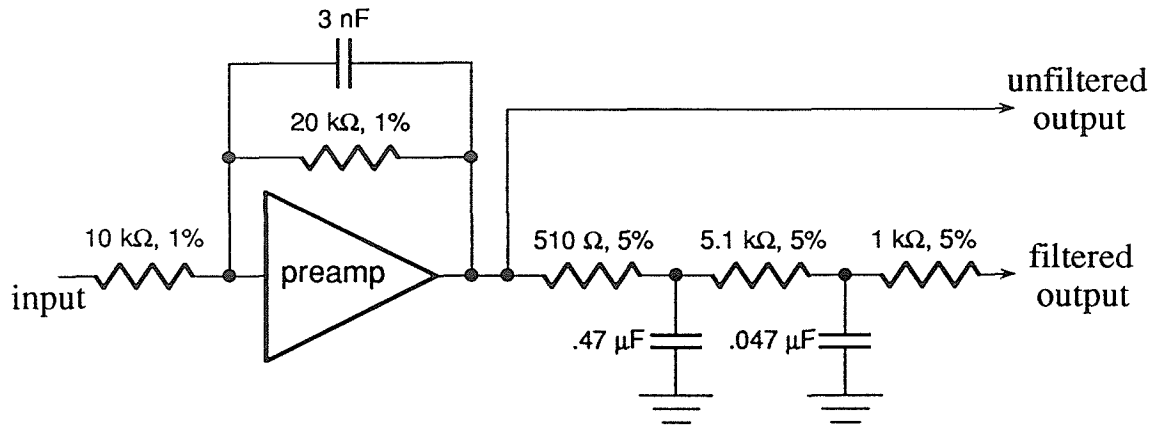 3 nF
unfiltered
output
20 kΩ, 1%
10 kΩ, 1%
preamp
510 Ω, 5%
5.1 kΩ, 5%
1 kΩ, 5%
input
filtered
output
.47 μF
.047 μF